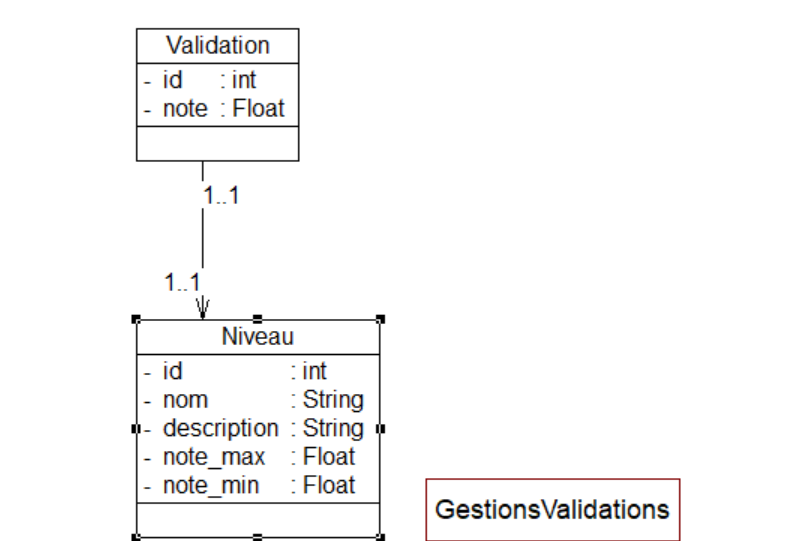 Validation
- id : int
- note : Float
1..1
1..1
Niveau
- id : int
- nom : String
- description : String
- note_max : Float
- note_min : Float
GestionsValidations